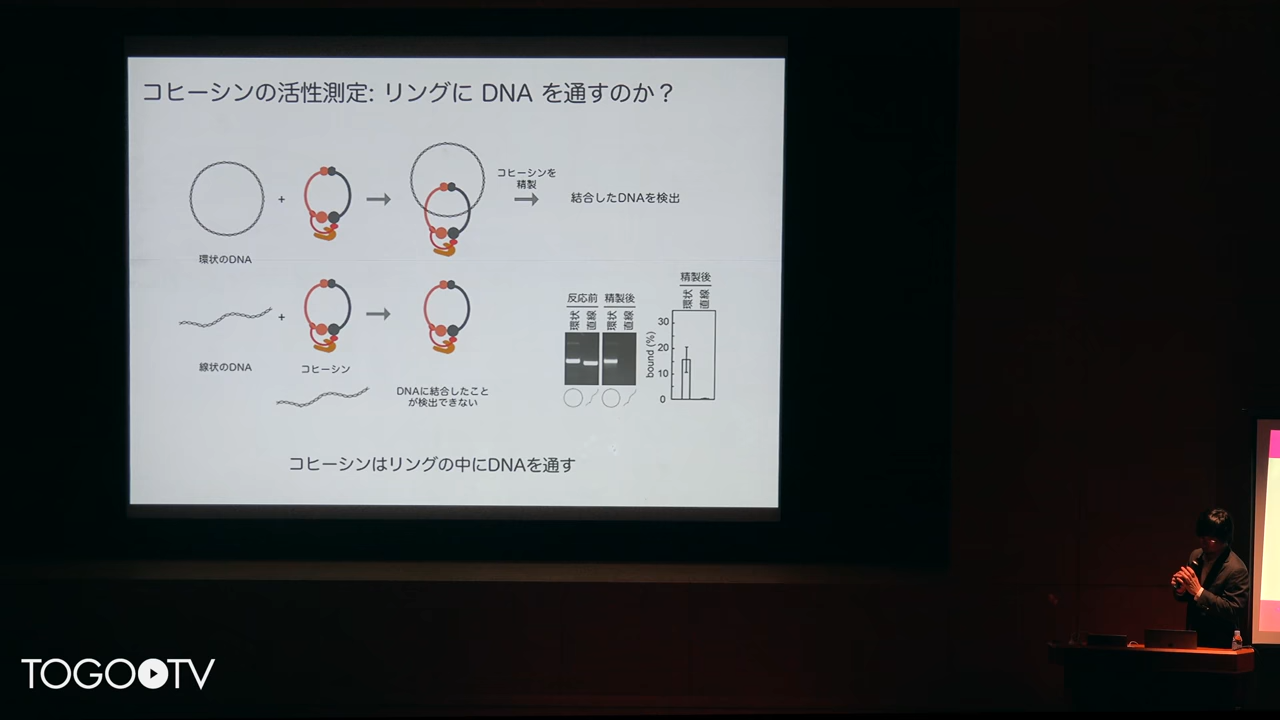 コヒーシンの活性測定: リングに DNA を通すのか？
+
コヒーシンを
精製
結合したDNAを検出
環状のDNA
+
線状のDNA
コヒーシン
DNAに結合したこと
が検出できない
反応前 精製後
環状 直線 環状 直線
精製後
環状 直線
bound (%)
30
20
10
0
コヒーシンはリングの中にDNAを通す
TOGOTV